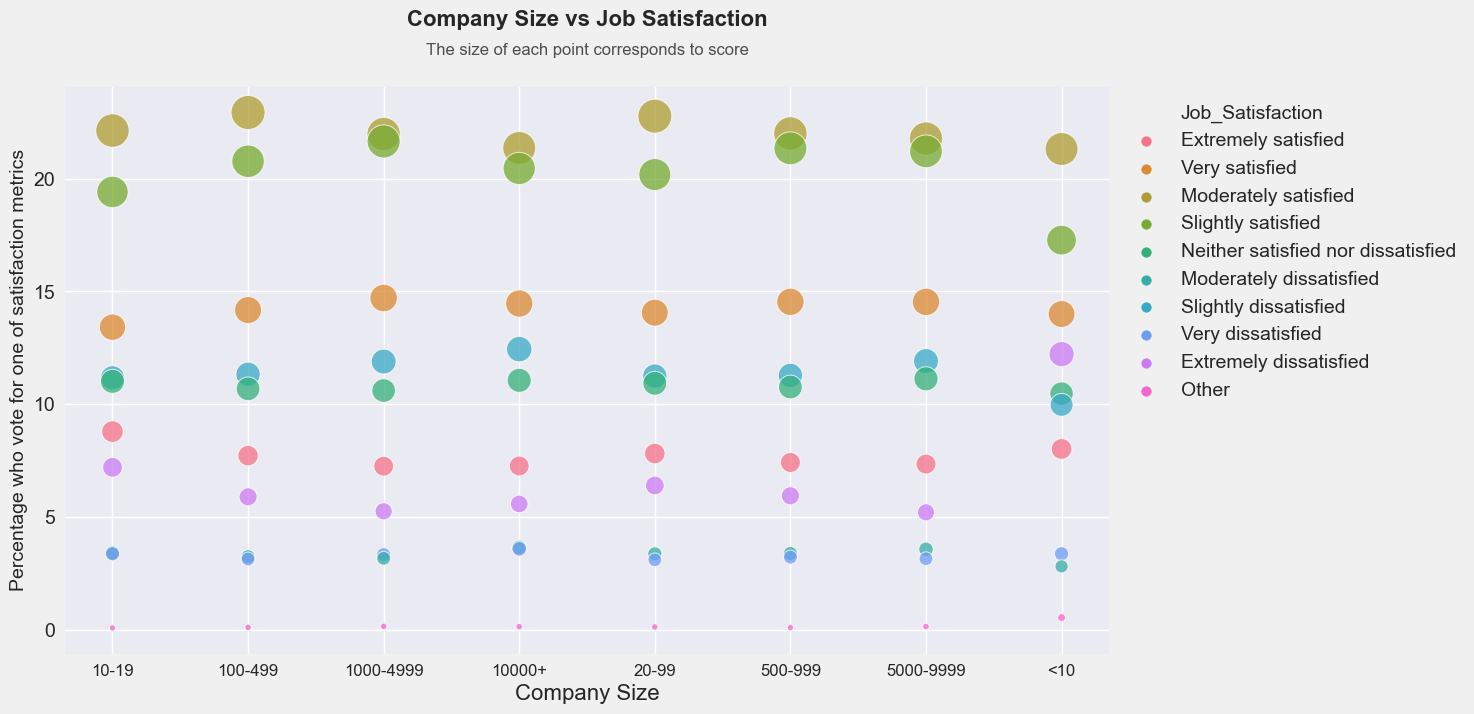 Company Size vs Job Satisfaction
The size of each point corresponds to score
Percentage who vote for one of satisfaction metrics
20
15
10
5
0
10-19
100-499
1000-4999
10000+
20-99
500-999
5000-9999
<10
Company Size
Job_Satisfaction
Extremely satisfied
Very satisfied
Moderately satisfied
Slightly satisfied
Neither satisfied nor dissatisfied
Moderately dissatisfied
Slightly dissatisfied
Very dissatisfied
Extremely dissatisfied
Other